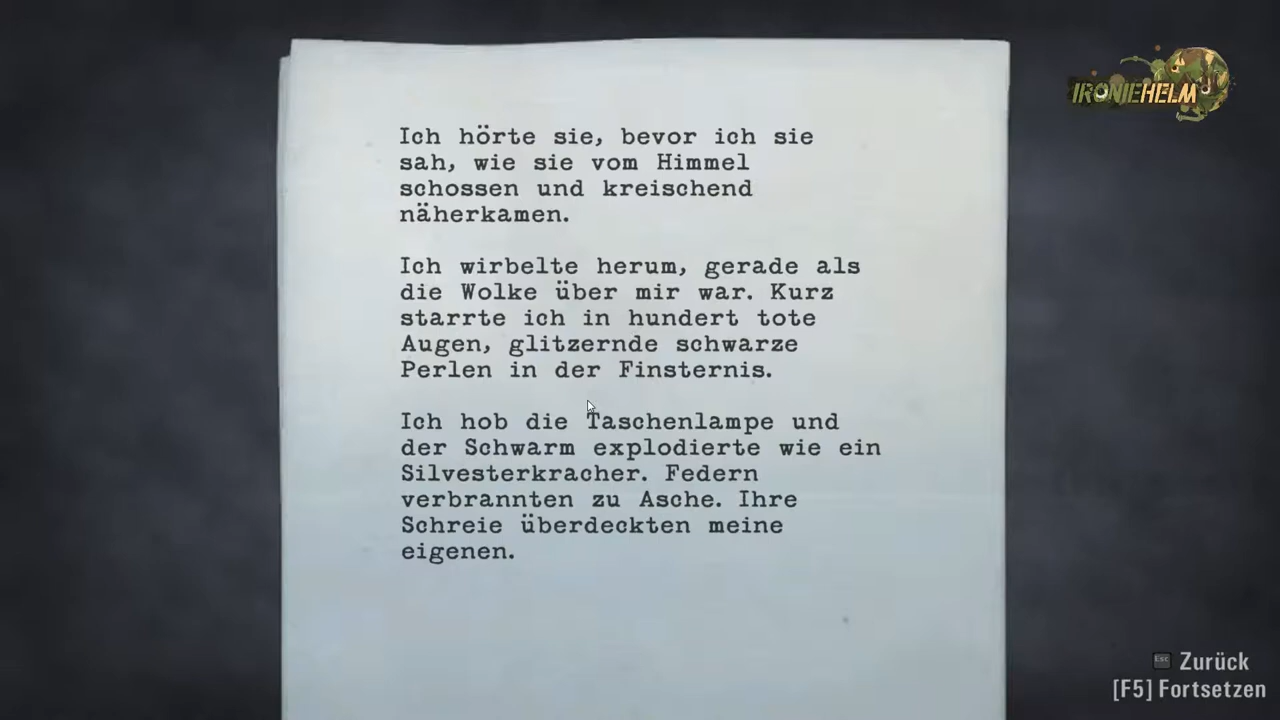 IRONIEHELM
Ich hörte sie, bevor ich sie
sah, wie sie vom Himmel
schossen und kreischend
näherkamen.
Ich wirbelte herum, gerade als
die Wolke über mir war. Kurz
starrte ich in hundert tote
Augen, glitzernde schwarze
Perlen in der Finsternis.
Ich hob die Taschenlampe und
der Schwarm explodierte wie ein
Silvesterkracher. Federn
verbrannten zu Asche. Ihre
Schreie überdeckten meine
eigenen.
Esc Zurück
[F5] Fortsetzen